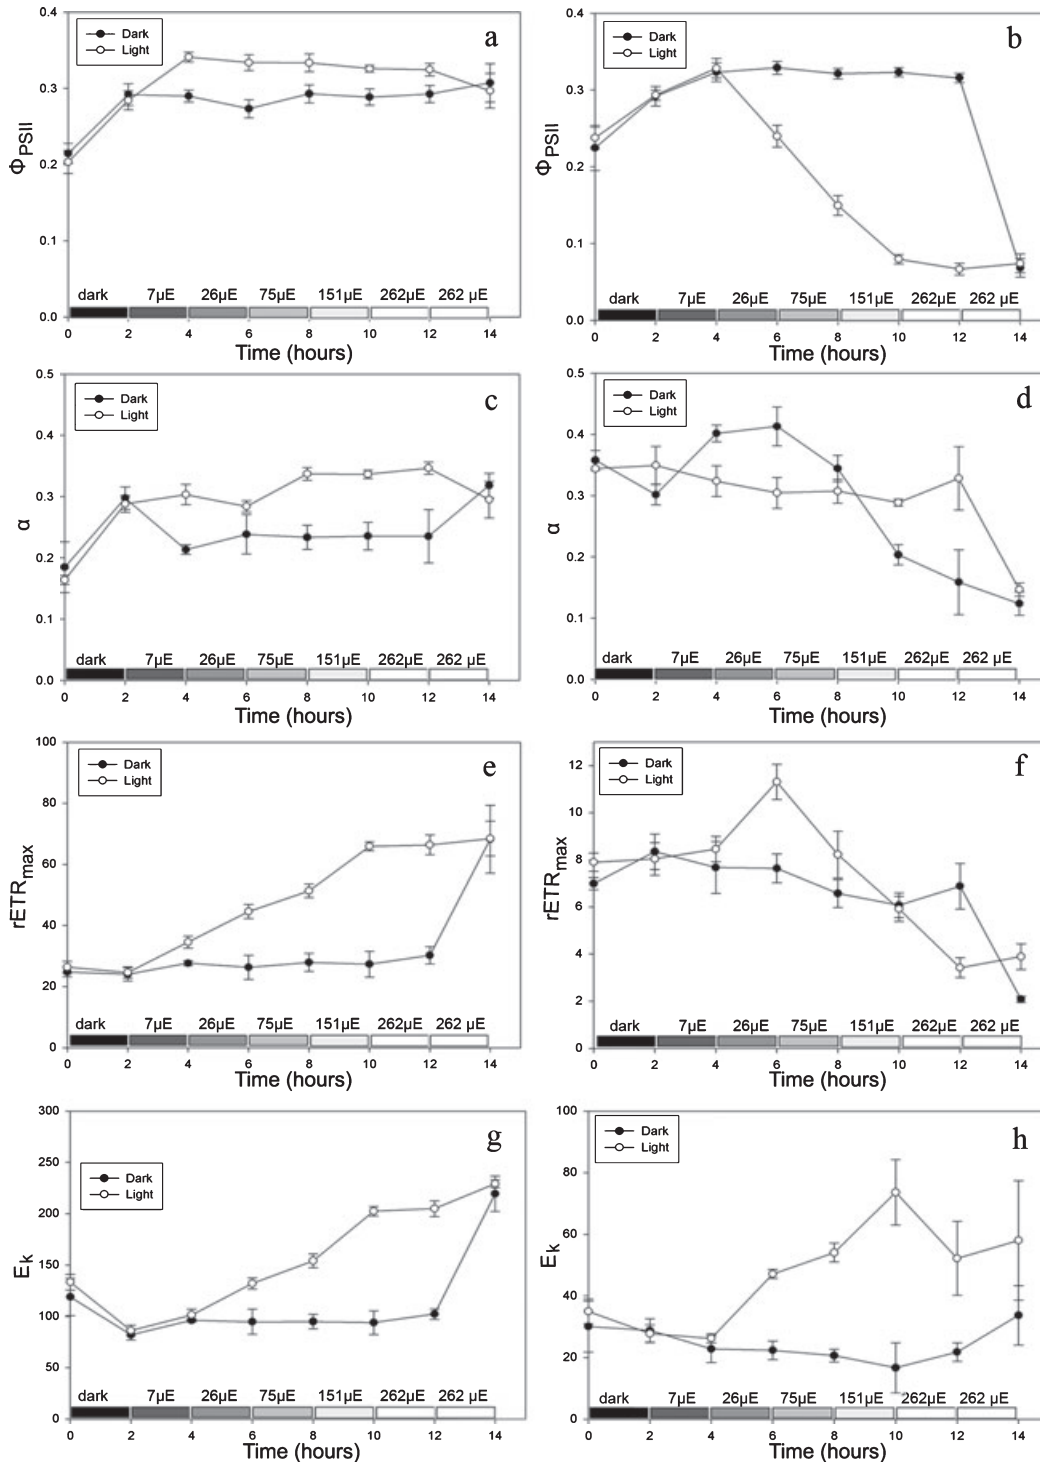 a
Dark
Light
0.4
0.3
0.2
0.1
0.0
ΦPSII
dark 7µE 26µE 75µE 151µE 262µE 262 µE
0 2 4 6 8 10 12 14
Time (hours)
b
Dark
Light
0.4
0.3
0.2
0.1
0.0
ΦPSII
dark 7µE 26µE 75µE 151µE 262µE 262 µE
0 2 4 6 8 10 12 14
Time (hours)
c
Dark
Light
0.5
0.4
0.3
0.2
0.1
0.0
α
dark 7µE 26µE 75µE 151µE 262µE 262 µE
0 2 4 6 8 10 12 14
Time (hours)
d
Dark
Light
0.5
0.4
0.3
0.2
0.1
0.0
α
dark 7µE 26µE 75µE 151µE 262µE 262 µE
0 2 4 6 8 10 12 14
Time (hours)
e
Dark
Light
100
80
60
40
20
0
rETRmax
dark 7µE 26µE 75µE 151µE 262µE 262 µE
0 2 4 6 8 10 12 14
Time (hours)
f
Dark
Light
12
10
8
6
4
2
0
rETRmax
dark 7µE 26µE 75µE 151µE 262µE 262 µE
0 2 4 6 8 10 12 14
Time (hours)
g
Dark
Light
300
250
200
150
100
50
0
Ek
dark 7µE 26µE 75µE 151µE 262µE 262 µE
0 2 4 6 8 10 12 14
Time (hours)
h
Dark
Light
100
80
60
40
20
0
Ek
dark 7µE 26µE 75µE 151µE 262µE 262 µE
0 2 4 6 8 10 12 14
Time (hours)